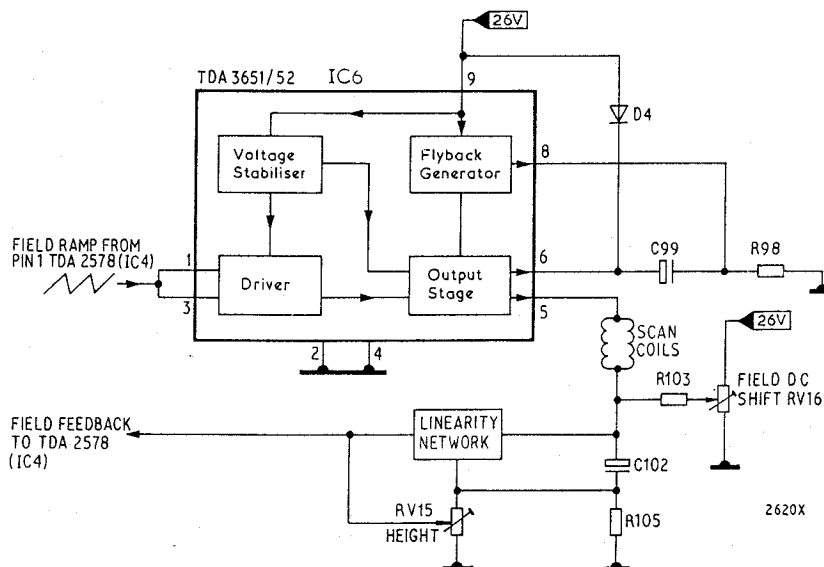 26V
TDA 3651/52 IC6 9
D4
Voltage
Stabiliser
Flyback
Generator
8
FIELD RAMP FROM
PIN 1 TDA 2578 (IC4)
1
Driver
3
Output
Stage
6
C99
R98
5
2 4
26V
SCAN
COILS
R103
FIELD DC
SHIFT RV16
FIELD FEEDBACK
TO TDA 2578
(IC4)
LINEARITY
NETWORK
C102
RV15
HEIGHT
R105
2620X